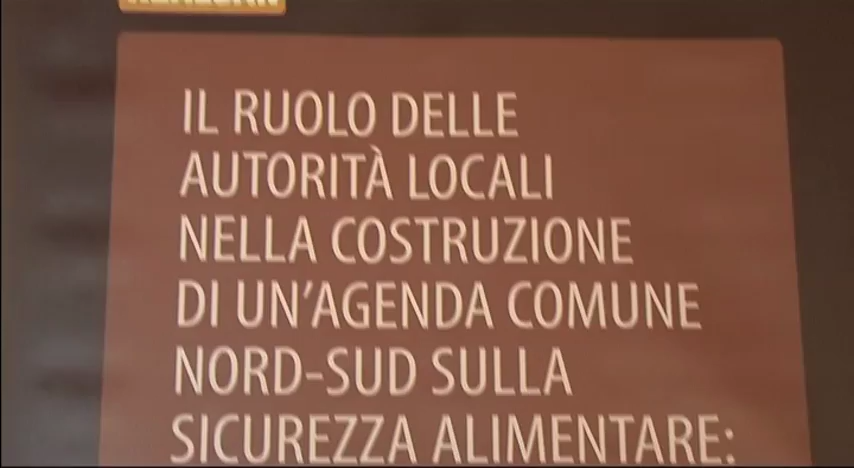 IL RUOLO DELLE
AUTORITÀ LOCALI
NELLA COSTRUZIONE
DI UN'AGENDA COMUNE
NORD-SUD SULLA
SICUREZZA ALIMENTARE: